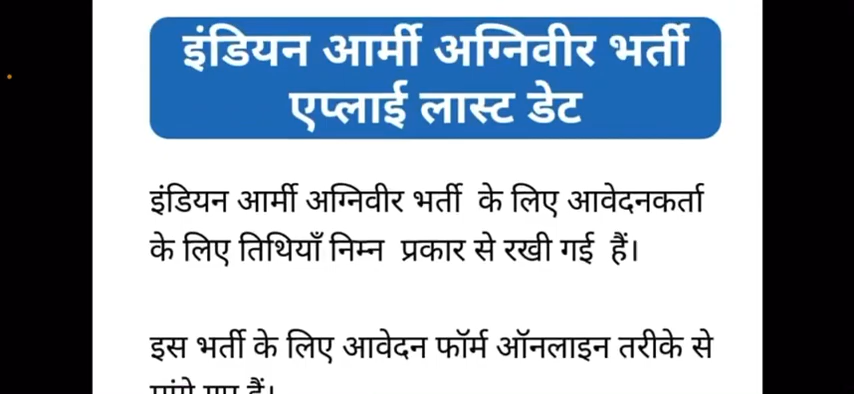 इंडियन आर्मी अग्निवीर भर्ती
एप्लाई लास्ट डेट
इंडियन आर्मी अग्निवीर भर्ती के लिए आवेदनकर्ता
के लिए तिथियाँ निम्न प्रकार से रखी गई हैं।
इस भर्ती के लिए आवेदन फॉर्म ऑनलाइन तरीके से